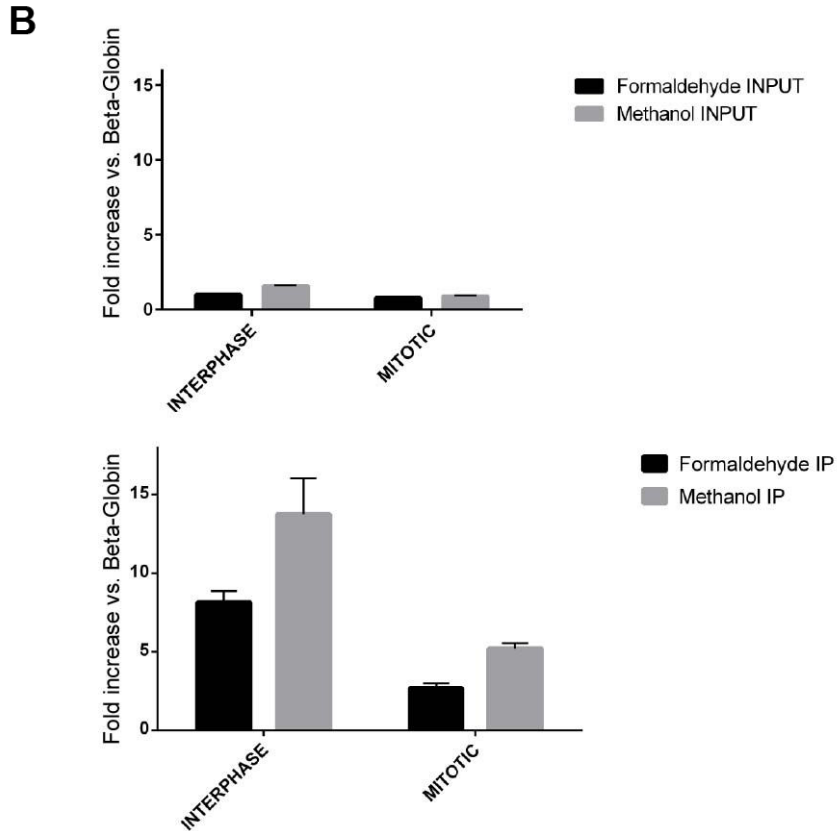 B
Fold increase vs. Beta-Globin
15
10
5
0
INTERPHASE
MITOTIC
Formaldehyde INPUT
Methanol INPUT
Fold increase vs. Beta-Globin
15
10
5
0
INTERPHASE
MITOTIC
Formaldehyde IP
Methanol IP